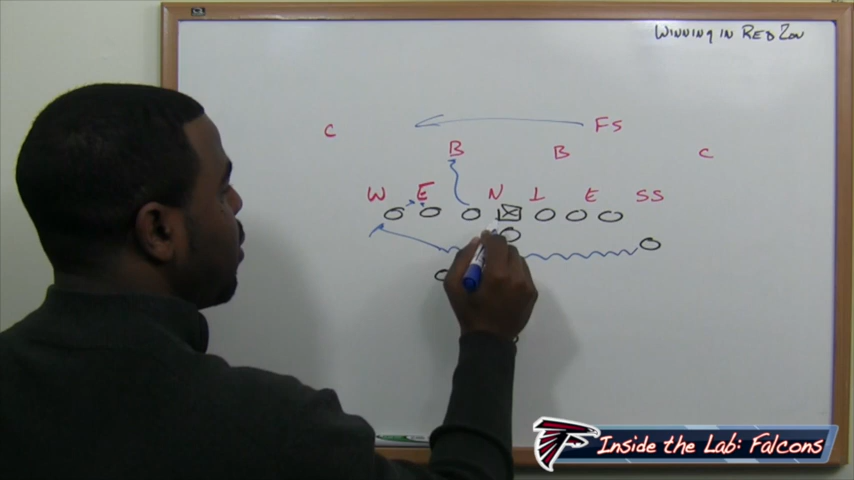 WINNING IN RED ZON
FS
C
B
B
C
W E N T E SS
Inside the Lab: Falcons